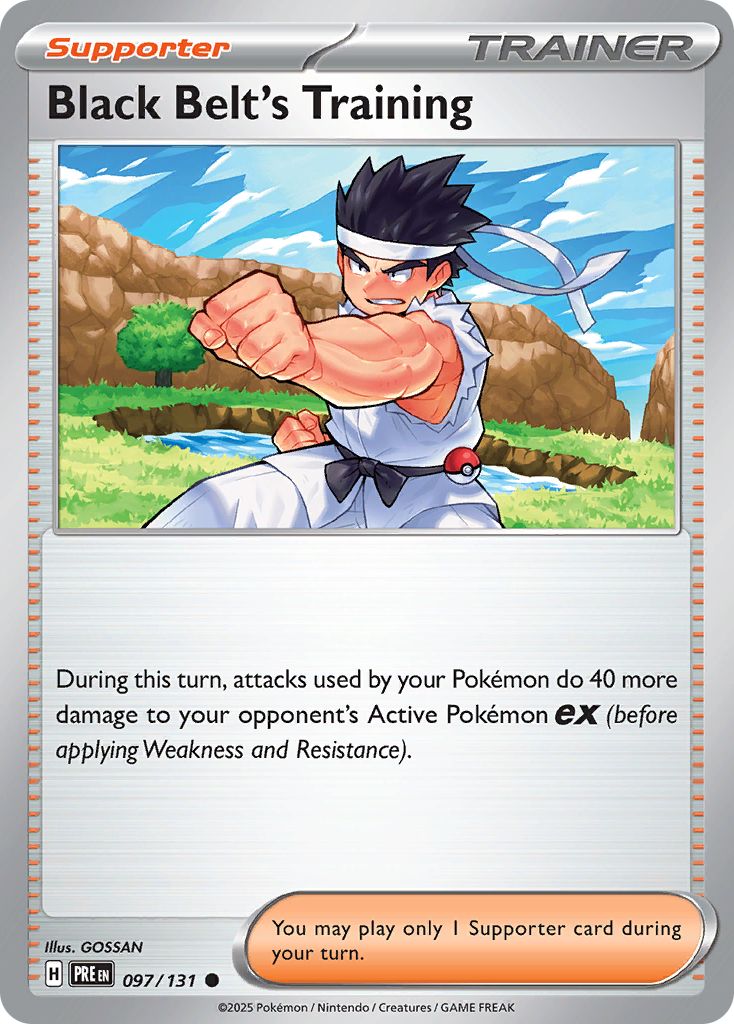 Supporter
TRAINER
Black Belt's Training
During this turn, attacks used by your Pokémon do 40 more
damage to your opponent's Active Pokémon ex (before
applying Weakness and Resistance).
You may play only 1 Supporter card during
your turn.
Illus. GOSSAN
H PRE EN 097/131
©2025 Pokémon / Nintendo / Creatures / GAME FREAK